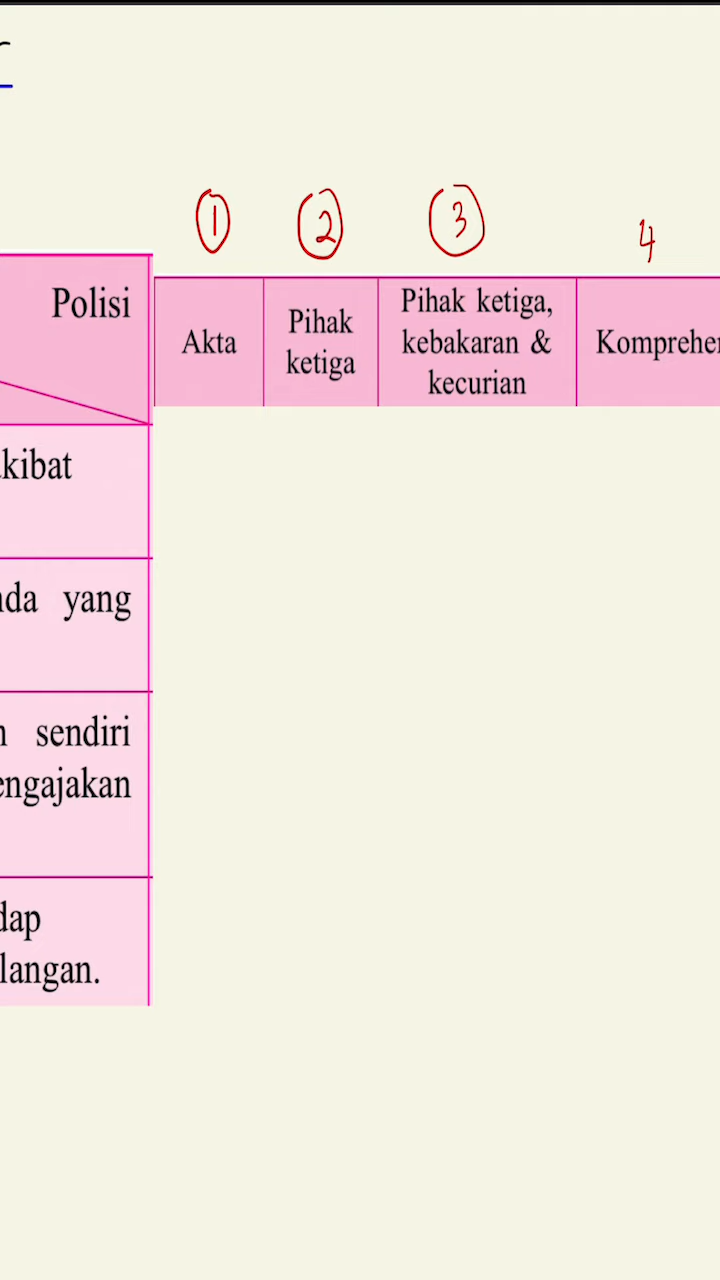 1 2 3 4
Polisi
Akta
Pihak
ketiga
Pihak ketiga,
kebakaran &
kecurian
Komprehe
kibat
da yang
sendiri
engajakan
dap
langan.